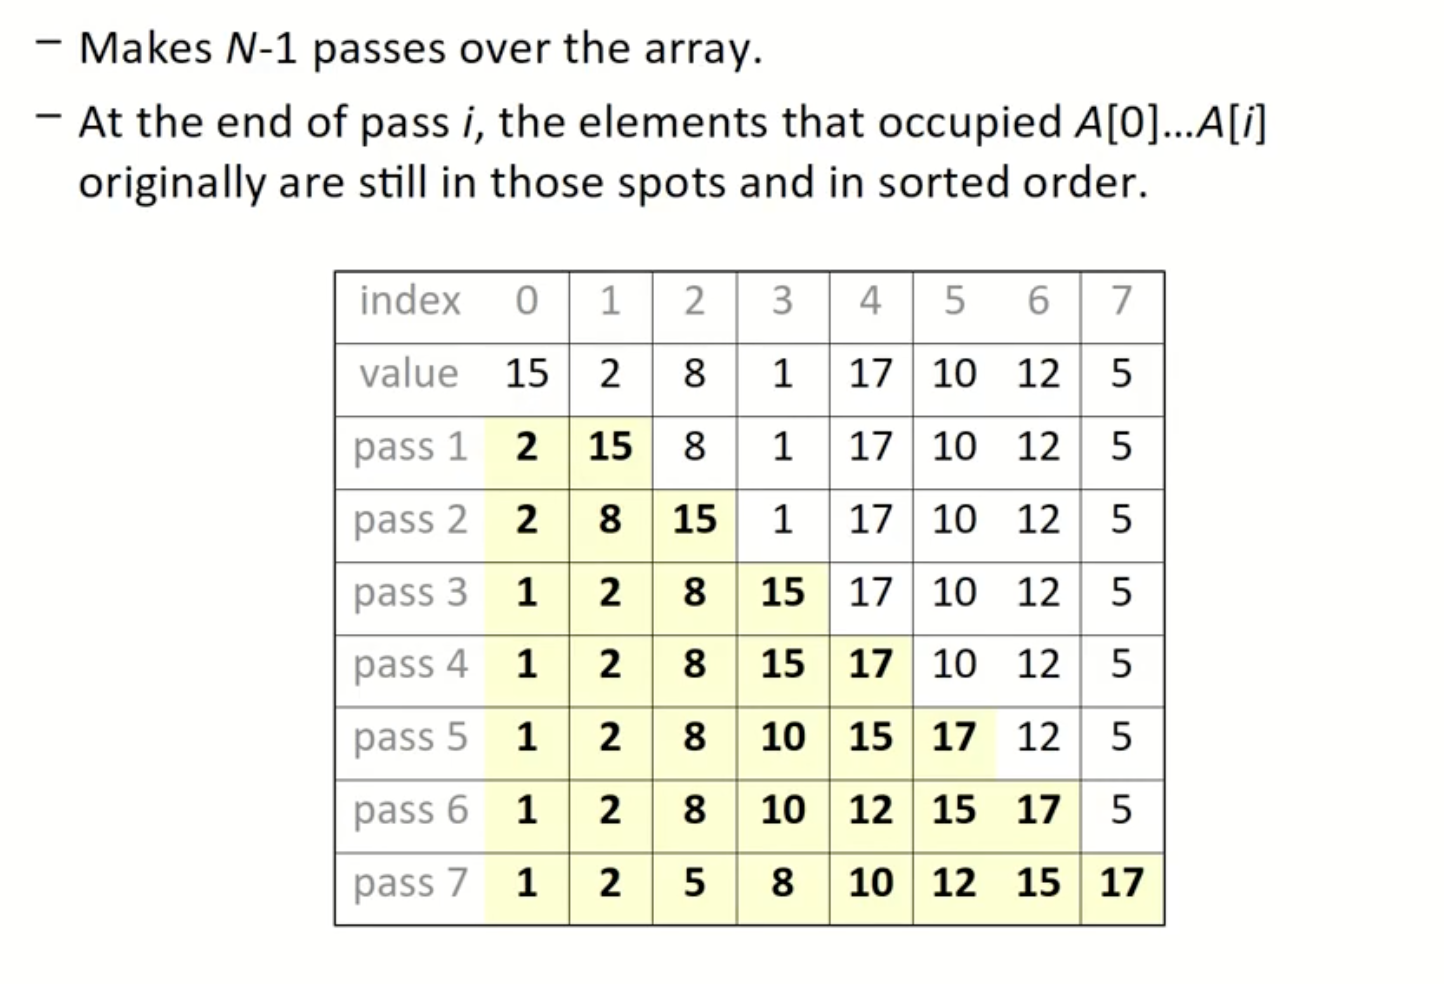 – Makes N-1 passes over the array.
– At the end of pass i, the elements that occupied A[0]...A[i]
originally are still in those spots and in sorted order.
index 0 1 2 3 4 5 6 7
value 15 2 8 1 17 10 12 5
pass 1 2 15 8 1 17 10 12 5
pass 2 2 8 15 1 17 10 12 5
pass 3 1 2 8 15 17 10 12 5
pass 4 1 2 8 15 17 10 12 5
pass 5 1 2 8 10 15 17 12 5
pass 6 1 2 8 10 12 15 17 5
pass 7 1 2 5 8 10 12 15 17